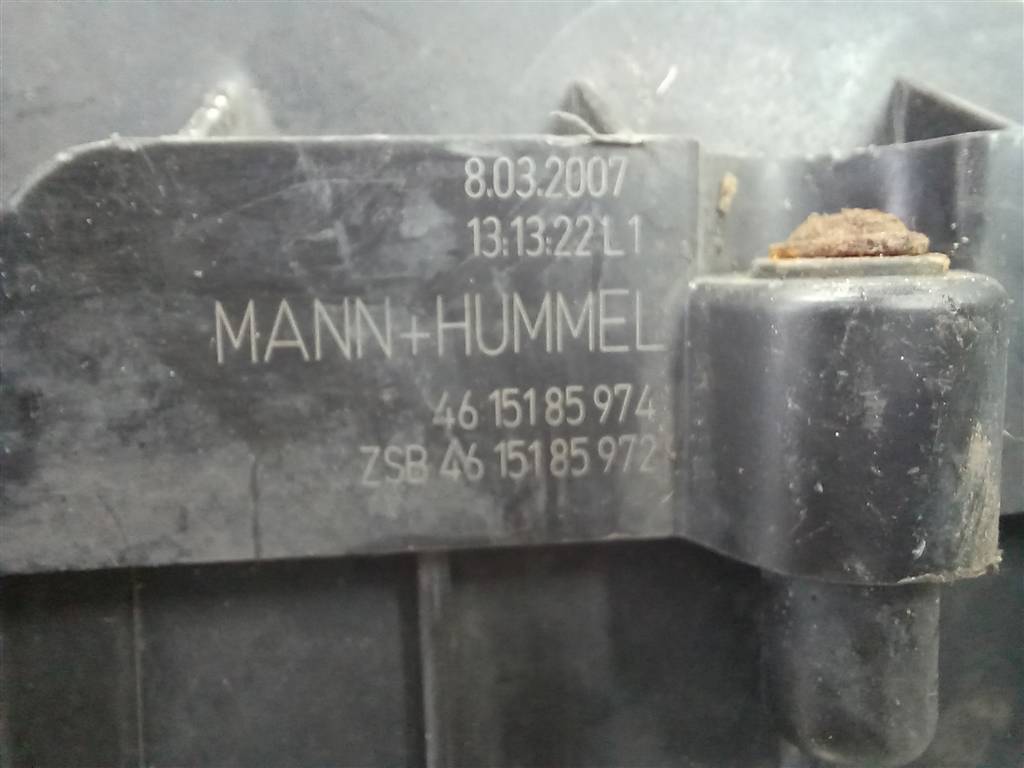 8.03.2007
13:13:22 L1
MANN+HUMMEL
46 151 85 974
ZSB 46 151 85 972